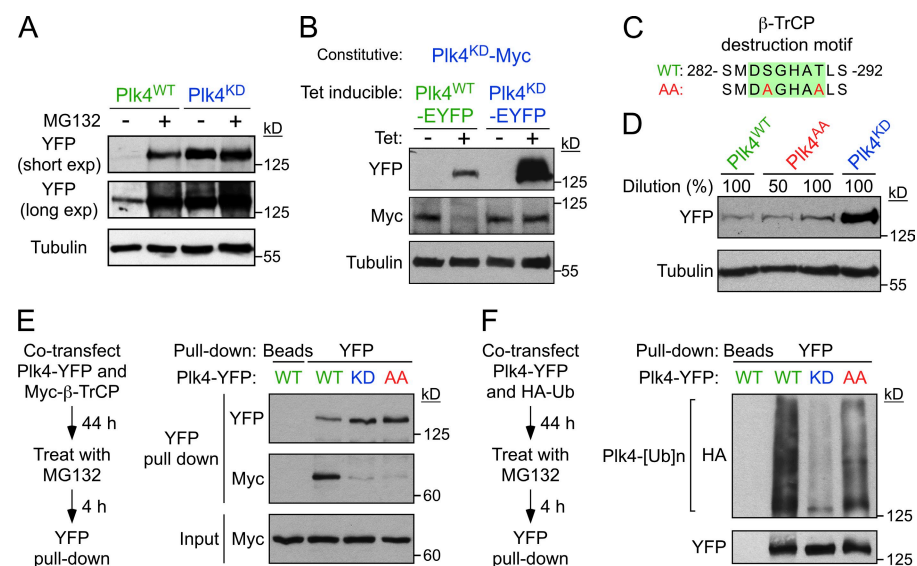 A
Plk4WT Plk4KD
MG132 - + - + kD
YFP
(short exp) -125
YFP
(long exp) -125
Tubulin -55
B
Constitutive: Plk4KD-Myc
Tet inducible: Plk4WT Plk4KD
-EYFP -EYFP
Tet: - + - + kD
YFP -125
Myc -125
Tubulin -55
C
β-TrCP
destruction motif
WT: 282- S M D S G H A T L S -292
AA: S M D A G H A A L S
D
Plk4WT Plk4AA Plk4KD
Dilution (%) 100 50 100 100 kD
YFP -125
Tubulin -55
E
Co-transfect
Plk4-YFP and
Myc-β-TrCP
44 h
Treat with
MG132
4 h
YFP
pull-down
Pull-down: Beads YFP
Plk4-YFP: WT WT KD AA kD
YFP
pull down
YFP -125
Myc -60
Input Myc -60
F
Co-transfect
Plk4-YFP
and HA-Ub
44 h
Treat with
MG132
4 h
YFP
pull-down
Pull-down: Beads YFP
Plk4-YFP: WT WT KD AA kD
Plk4-[Ub]n HA -125
YFP -125